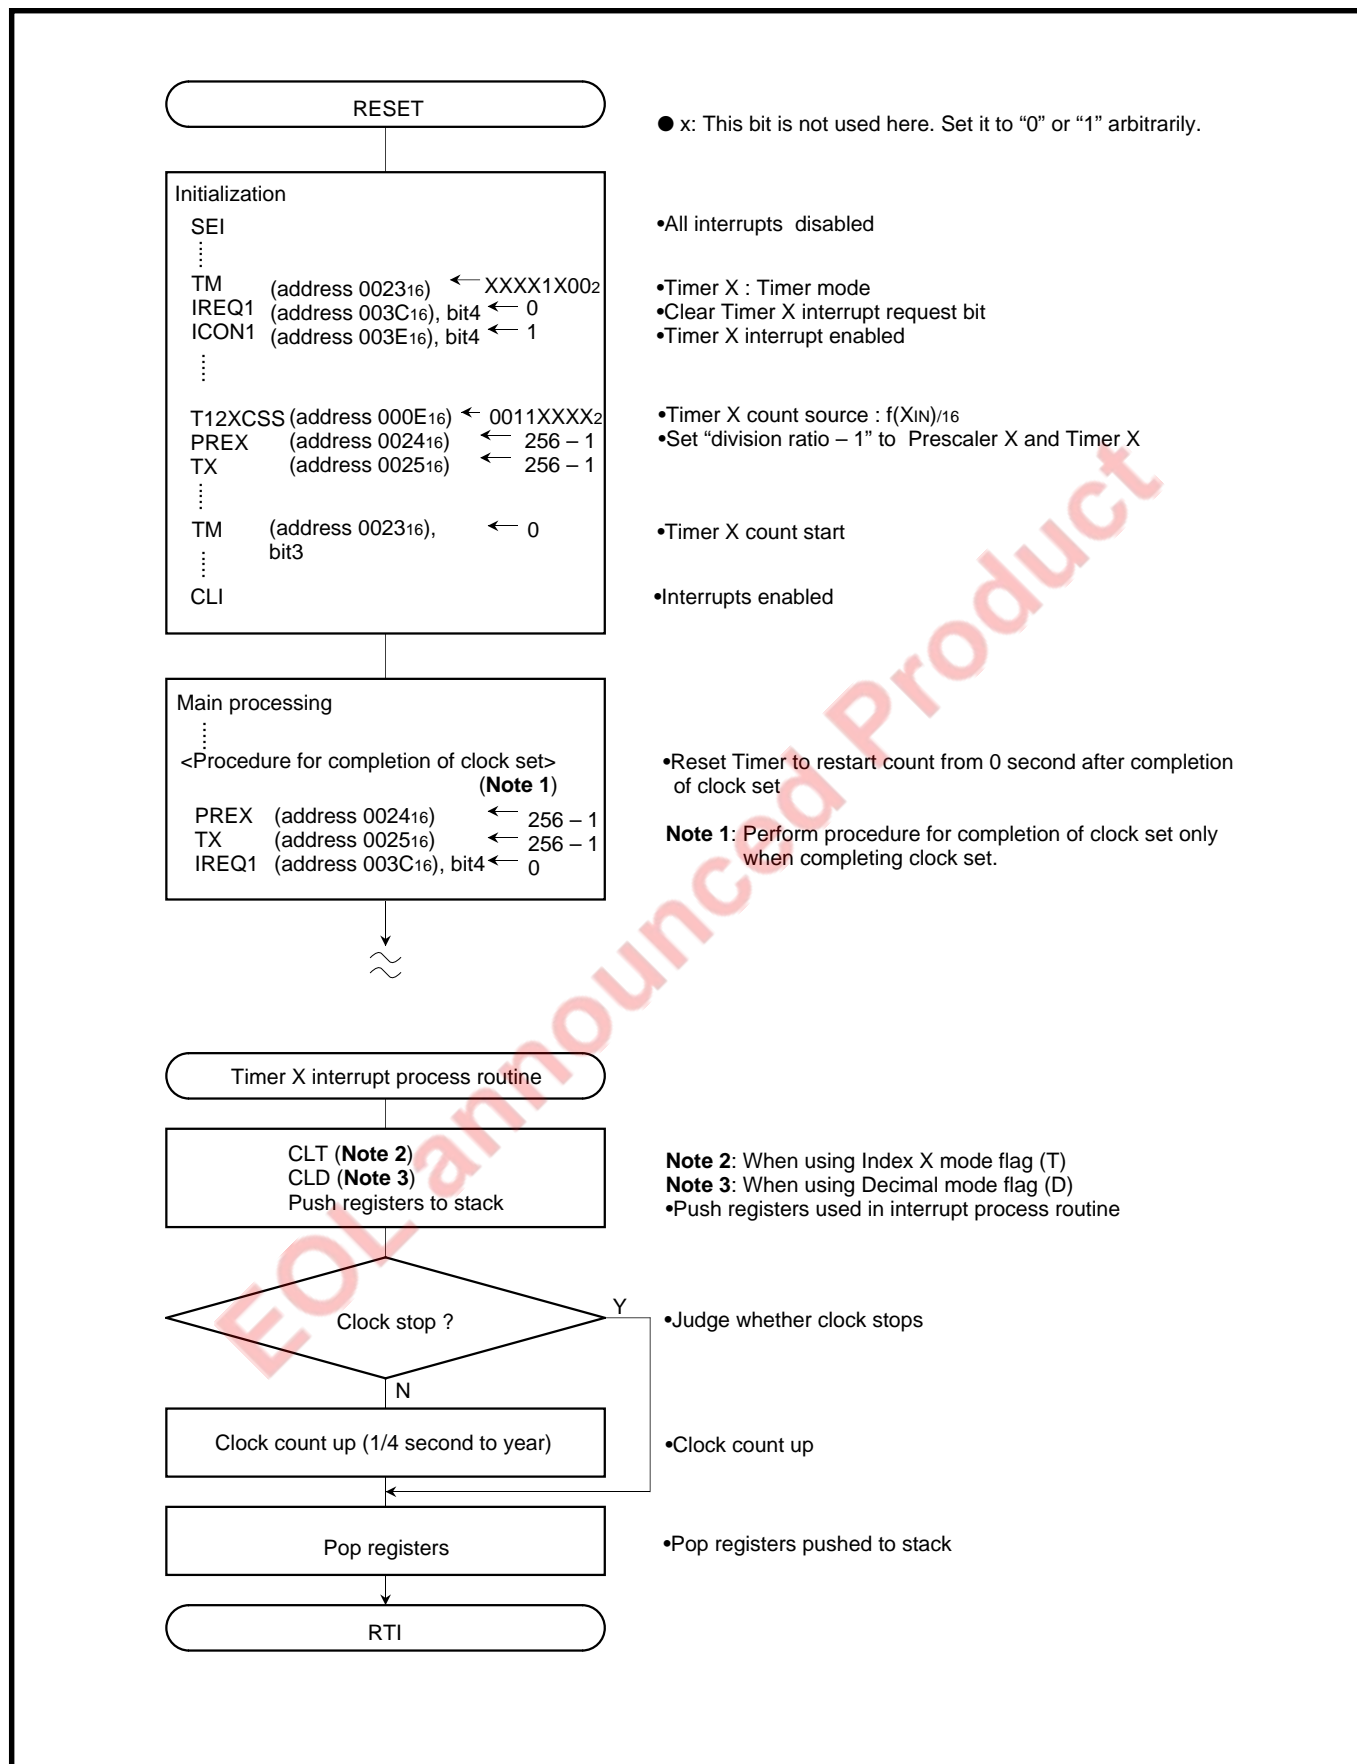 RESET
● x: This bit is not used here. Set it to “0” or “1” arbitrarily.
Initialization
SEI
•All interrupts disabled
TM (address 002316) ← XXXX1X002
•Timer X : Timer mode
IREQ1 (address 003C16), bit4 ← 0
•Clear Timer X interrupt request bit
ICON1 (address 003E16), bit4 ← 1
•Timer X interrupt enabled
T12XCSS (address 000E16) ← 0011XXXX2
•Timer X count source : f(XIN)/16
PREX (address 002416) ← 256 – 1
•Set “division ratio – 1” to Prescaler X and Timer X
TX (address 002516) ← 256 – 1
TM (address 002316), ← 0
bit3
•Timer X count start
CLI
•Interrupts enabled
Main processing
<Procedure for completion of clock set>
(Note 1)
•Reset Timer to restart count from 0 second after completion
of clock set
PREX (address 002416) ← 256 – 1
TX (address 002516) ← 256 – 1
IREQ1 (address 003C16), bit4 ← 0
Note 1: Perform procedure for completion of clock set only
when completing clock set.
Timer X interrupt process routine
CLT (Note 2)
CLD (Note 3)
Push registers to stack
Note 2: When using Index X mode flag (T)
Note 3: When using Decimal mode flag (D)
•Push registers used in interrupt process routine
Clock stop ?
Y
•Judge whether clock stops
N
Clock count up (1/4 second to year)
•Clock count up
Pop registers
•Pop registers pushed to stack
RTI
EOL announced Product